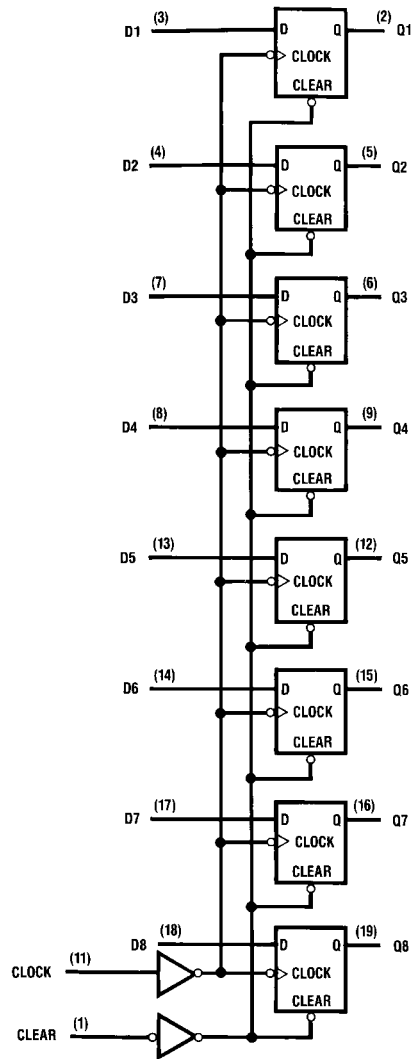 D1 (3) D Q (2) Q1
CLOCK
CLEAR
D2 (4) D Q (5) Q2
CLOCK
CLEAR
D3 (7) D Q (6) Q3
CLOCK
CLEAR
D4 (8) D Q (9) Q4
CLOCK
CLEAR
D5 (13) D Q (12) Q5
CLOCK
CLEAR
D6 (14) D Q (15) Q6
CLOCK
CLEAR
D7 (17) D Q (16) Q7
CLOCK
CLEAR
D8 (18) D Q (19) Q8
CLOCK (11) CLOCK
CLEAR
CLEAR (1)